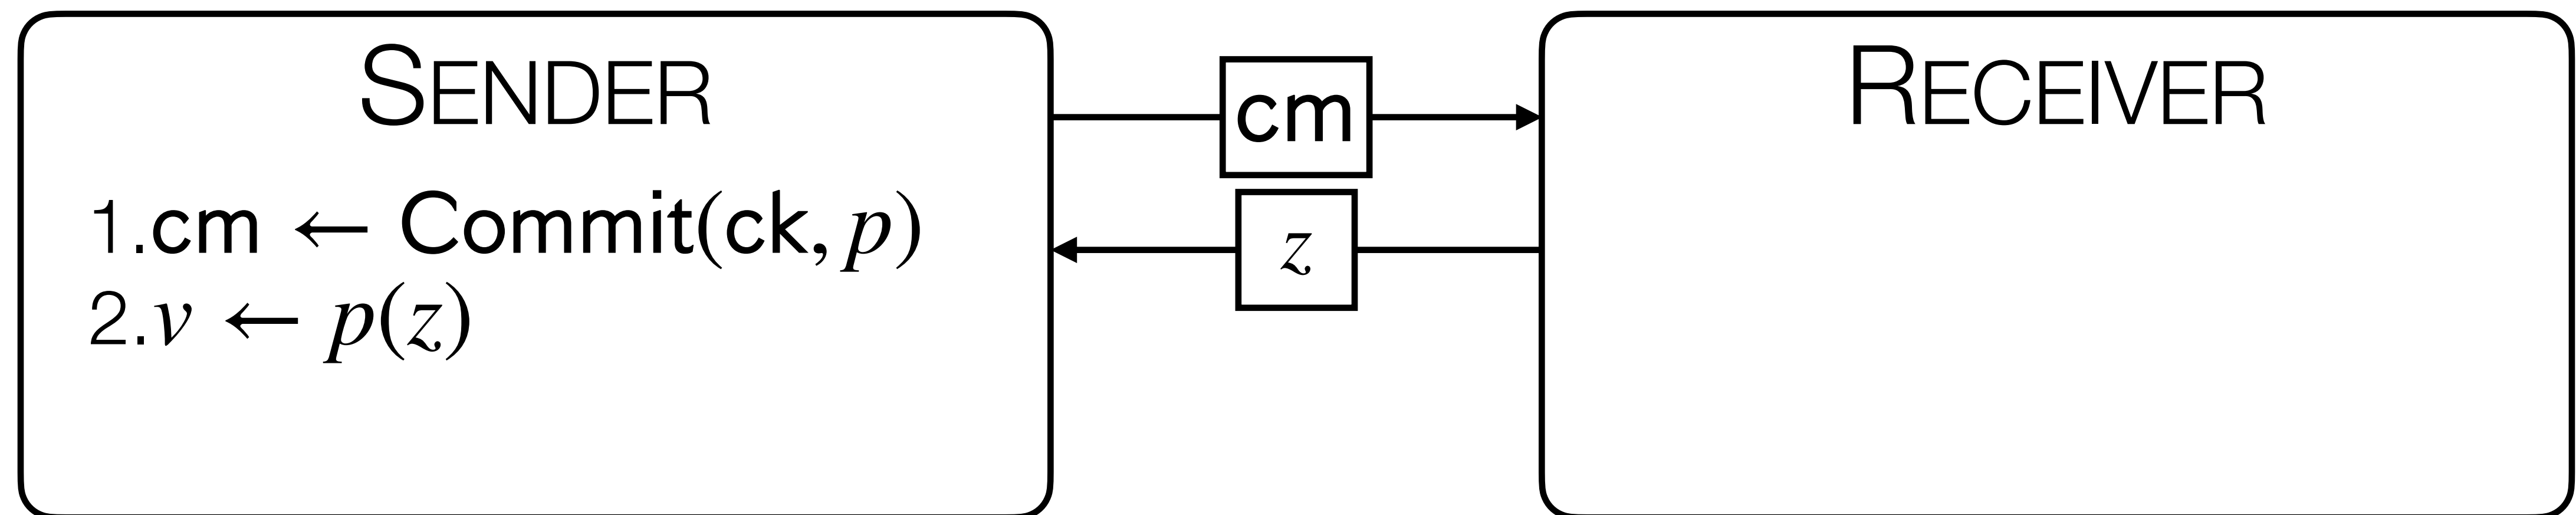 SENDER
1.cm ← Commit(ck, p)
2.v ← p(z)
cm
z
RECEIVER